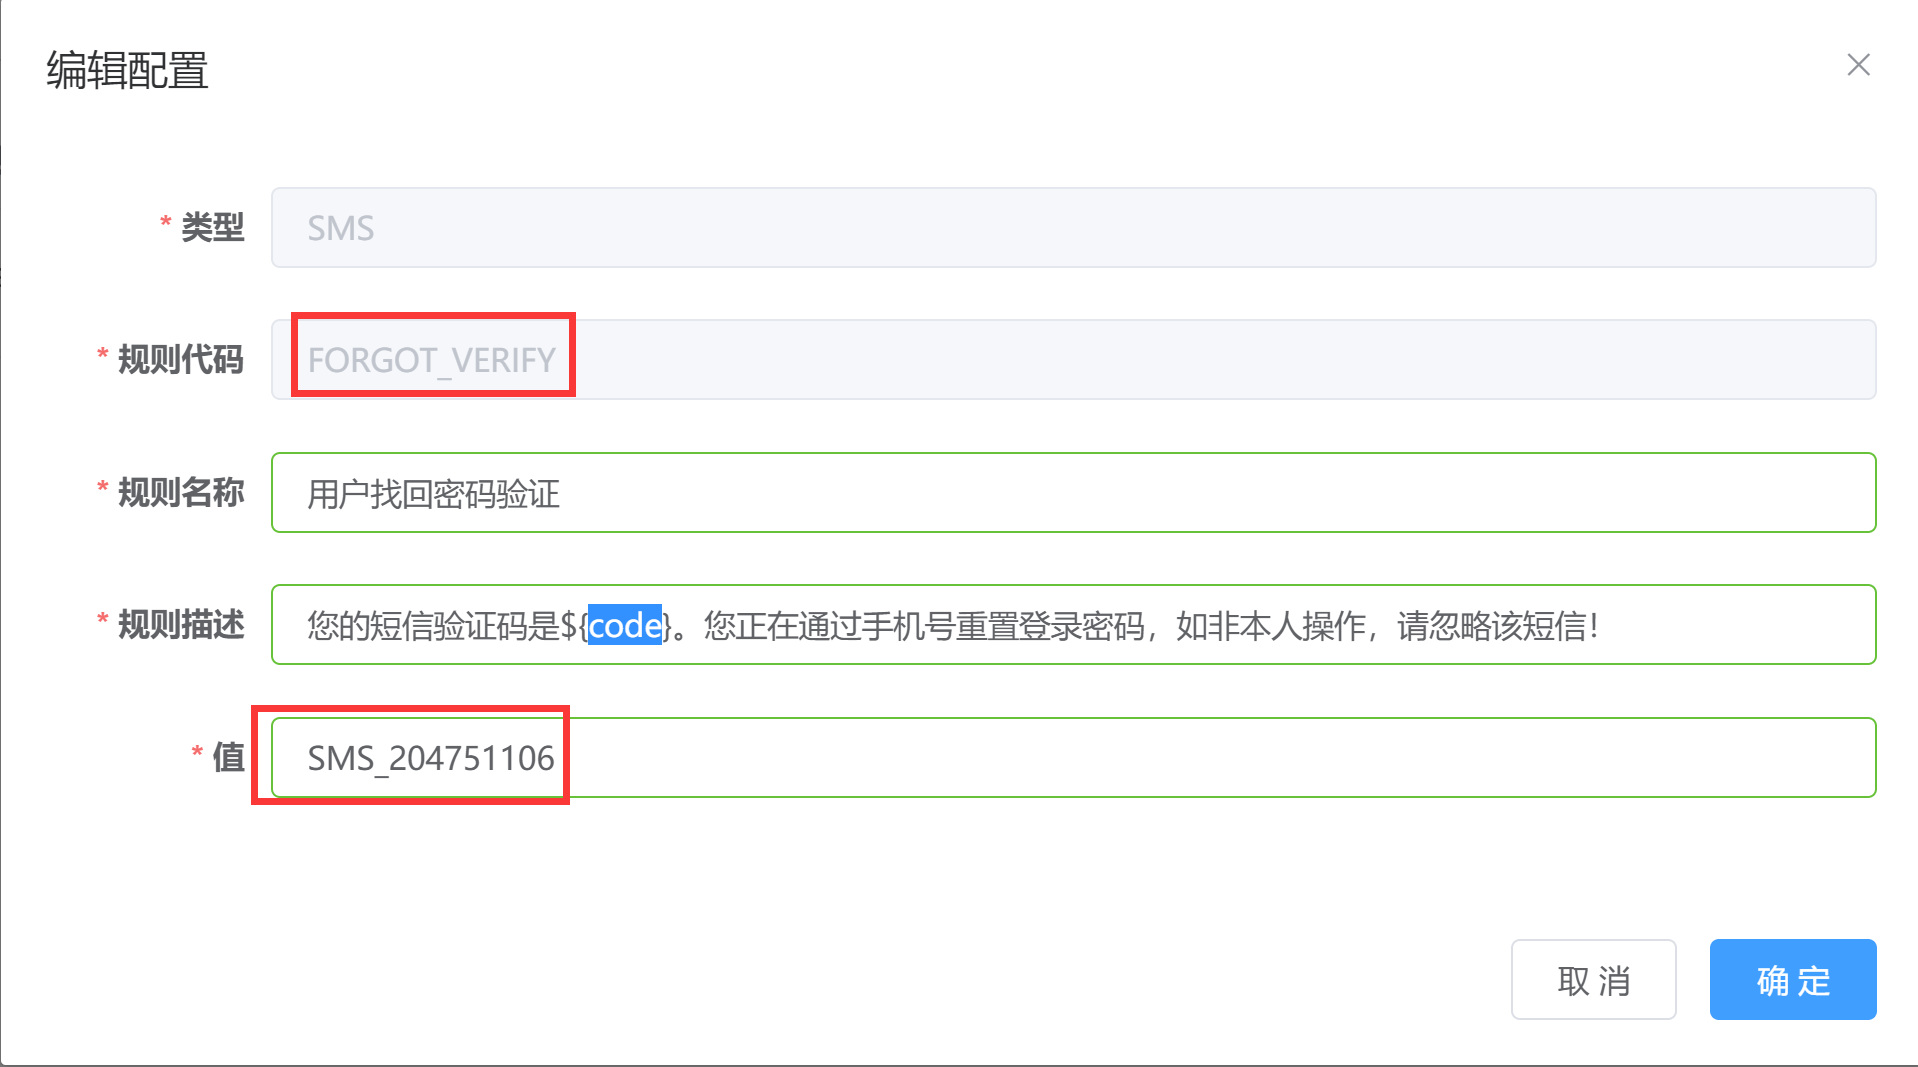 编辑配置
* 类型 SMS
* 规则代码 FORGOT_VERIFY
* 规则名称 用户找回密码验证
* 规则描述 您的短信验证码是${code}。您正在通过手机号重置登录密码，如非本人操作，请忽略该短信！
* 值 SMS_204751106
取 消 确 定